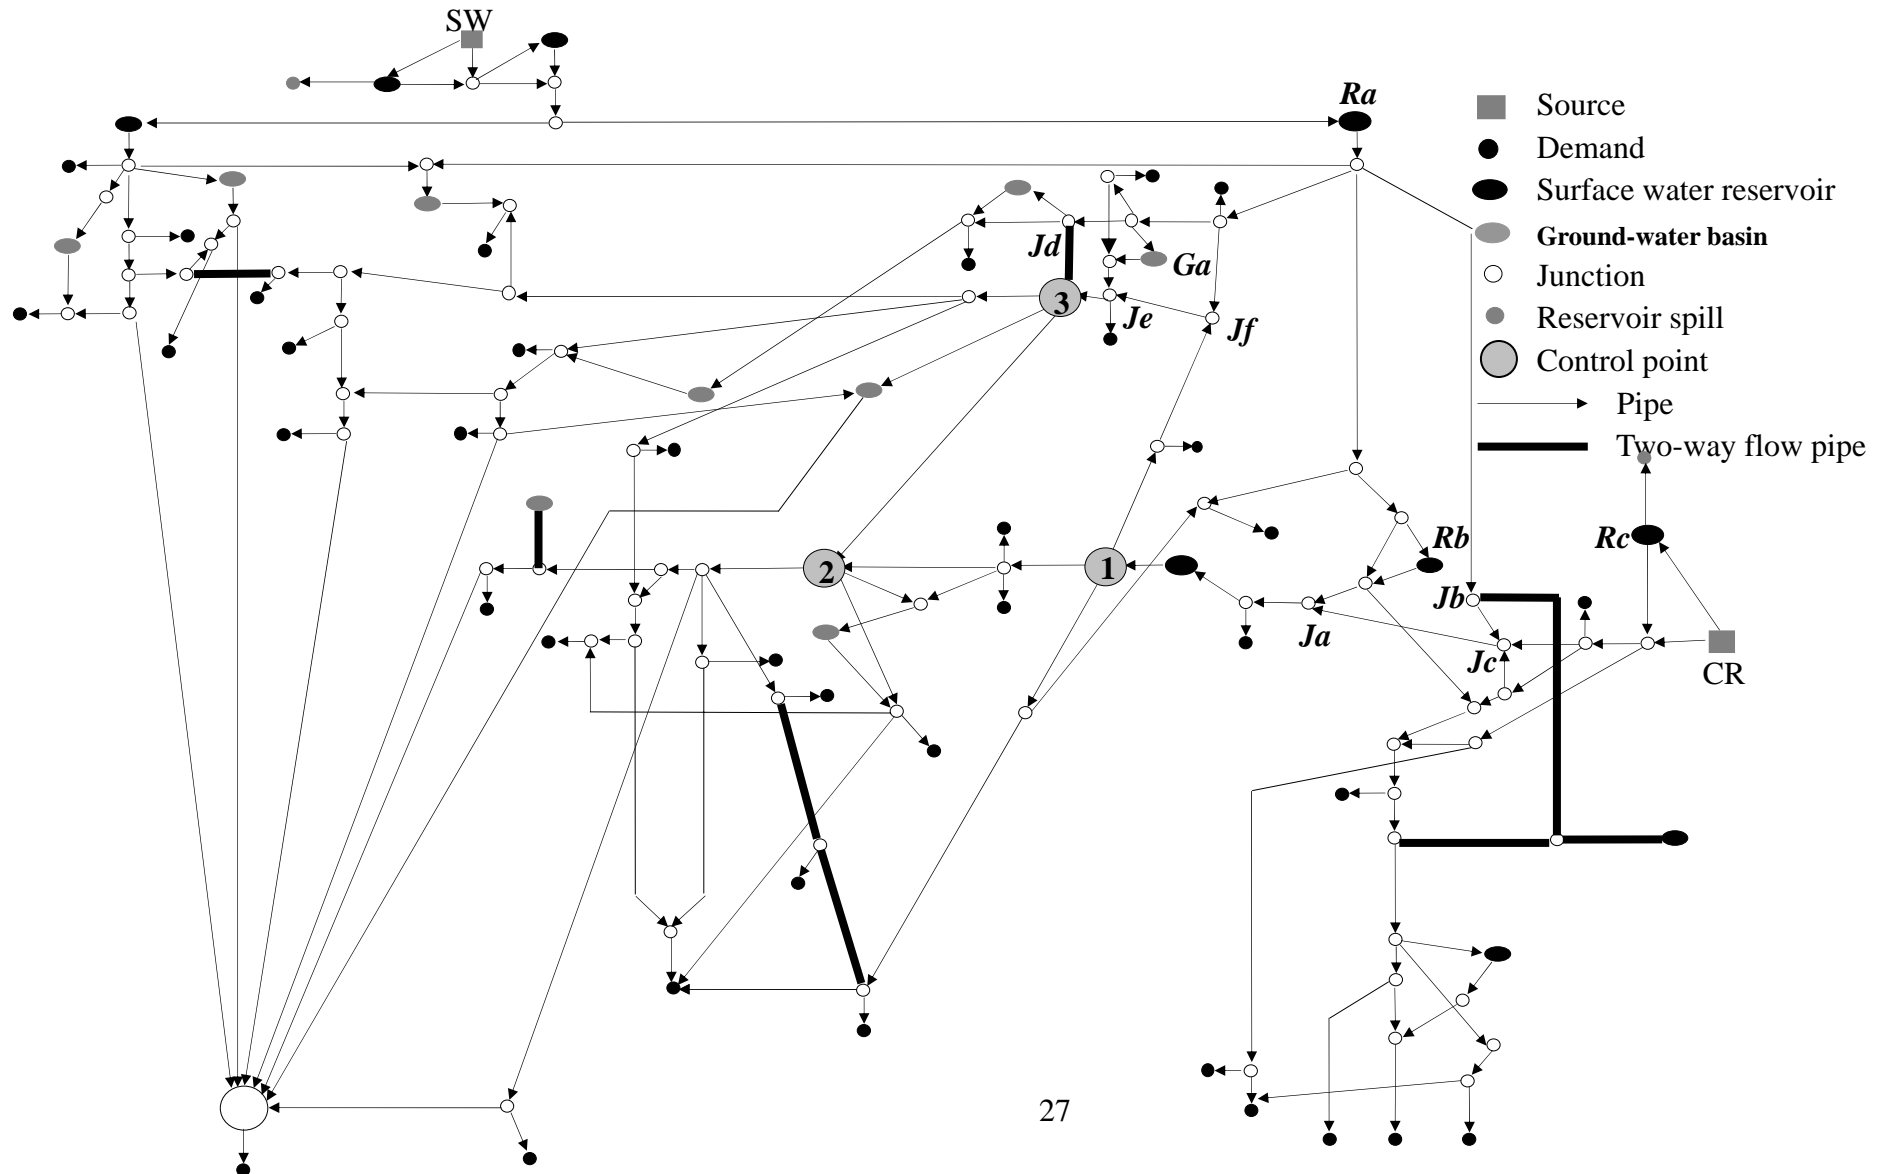 SW
Ra
Source
Demand
Surface water reservoir
Ground-water basin
Junction
Reservoir spill
Control point
Pipe
Two-way flow pipe
Jd
Ga
3
Je
Jf
Rb
Rc
2
1
Jb
Ja
Jc
CR
27